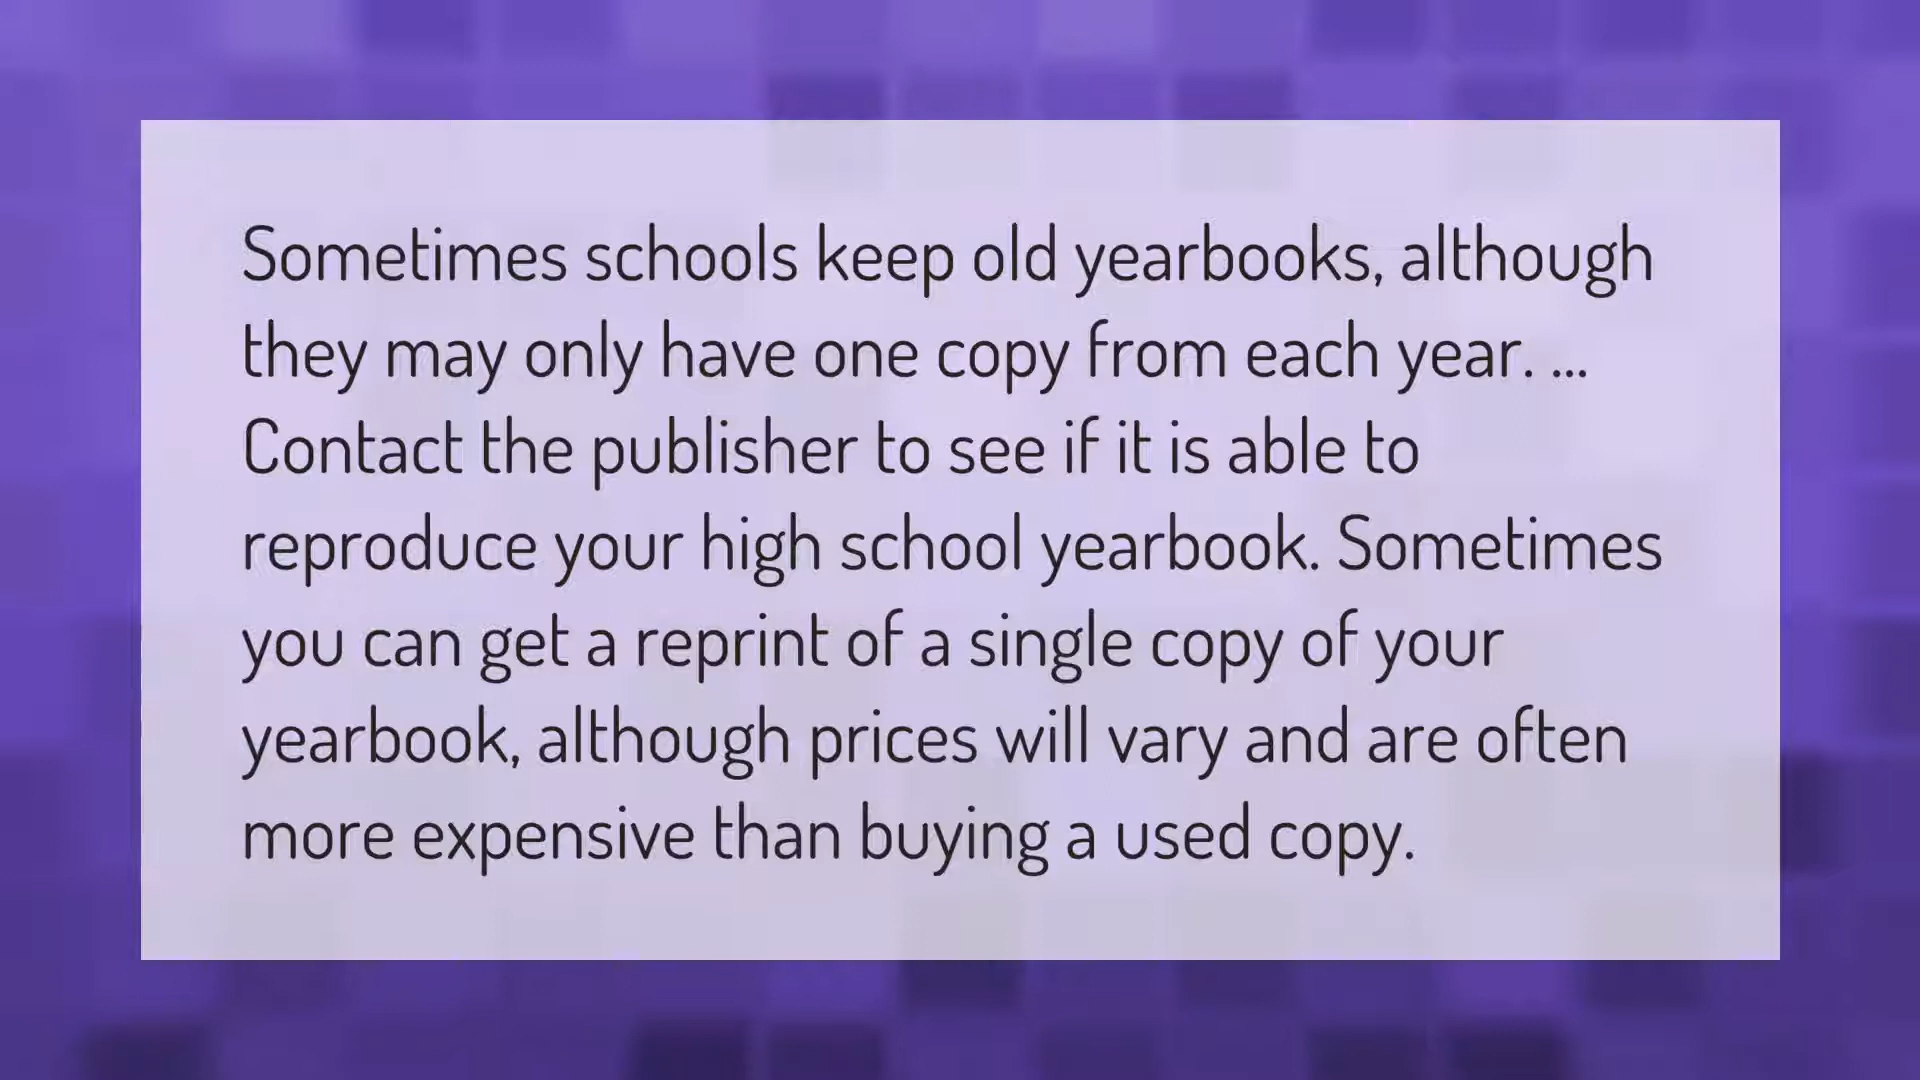 Sometimes schools keep old yearbooks, although
they may only have one copy from each year. ...
Contact the publisher to see if it is able to
reproduce your high school yearbook. Sometimes
you can get a reprint of a single copy of your
yearbook, although prices will vary and are often
more expensive than buying a used copy.